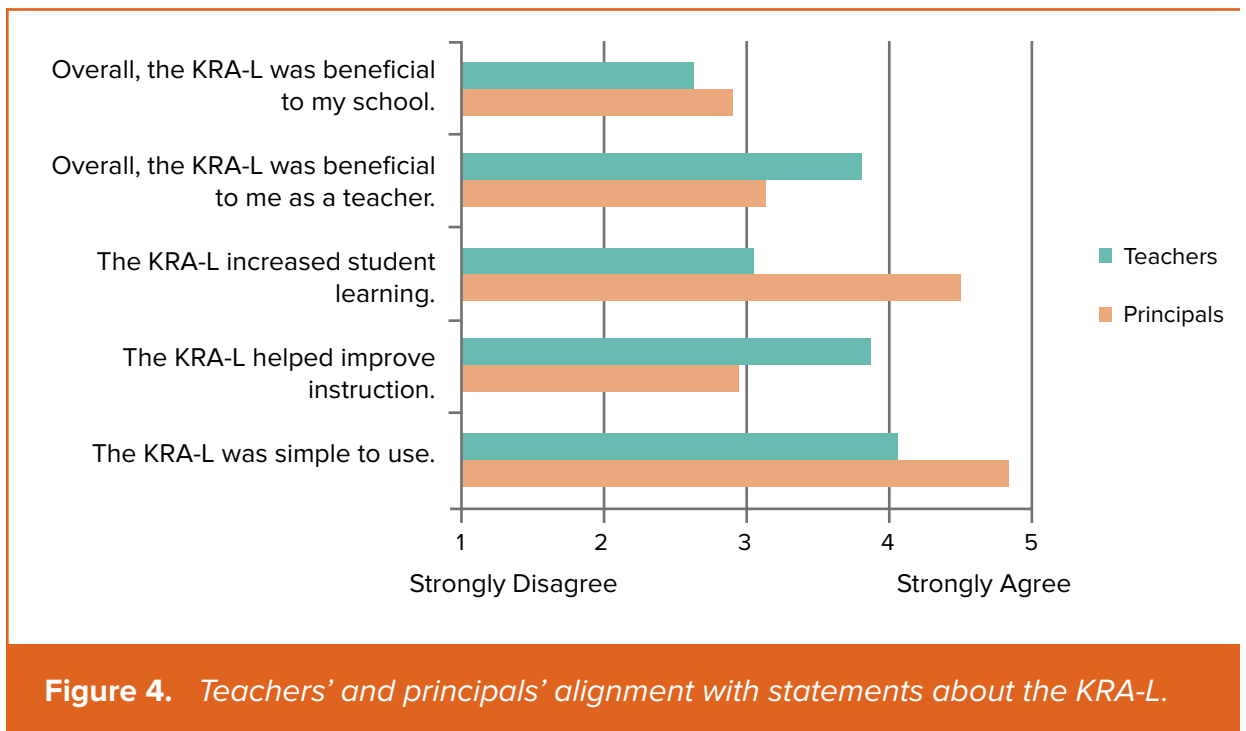 Overall, the KRA-L was beneficial
to my school.
Overall, the KRA-L was beneficial
to me as a teacher.
The KRA-L increased student
learning.
The KRA-L helped improve
instruction.
The KRA-L was simple to use.
Teachers
Principals
1 2 3 4 5
Strongly Disagree Strongly Agree
Figure 4. Teachers’ and principals’ alignment with statements about the KRA-L.